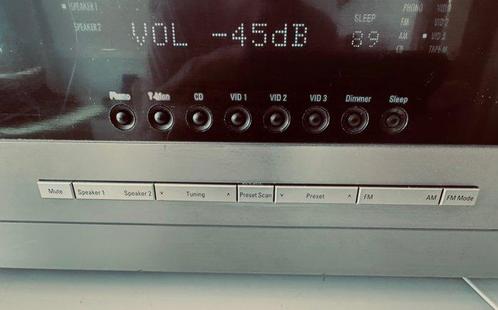 SPEAKER 1 PHONO VID 1
SLEEP FM VID 2
SPEAKER 2 VOL -45dB 89 AM VID 3
CD TAPE-M
Phono T-Mon CD VID 1 VID 2 VID 3 Dimmer Sleep
Mute Speaker 1 Speaker 2 ˅ Tuning ˄ Preset Scan ˅ Preset ˄ FM AM FM Mode